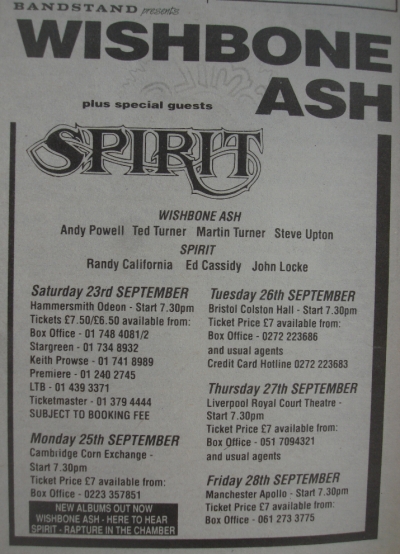 BANDSTAND presents
WISHBONE
ASH
plus special guests
SPIRIT
WISHBONE ASH
Andy Powell Ted Turner Martin Turner Steve Upton
SPIRIT
Randy California Ed Cassidy John Locke
Saturday 23rd SEPTEMBER
Hammersmith Odeon - Start 7.30pm
Tickets £7.50/£6.50 available from:
Box Office - 01 748 4081/2
Stargreen - 01 734 8932
Keith Prowse - 01 741 8989
Premiere - 01 240 2745
LTB - 01 439 3371
Ticketmaster - 01 379 4444
SUBJECT TO BOOKING FEE
Monday 25th SEPTEMBER
Cambridge Corn Exchange -
Start 7.30pm
Ticket Price £7 available from:
Box Office - 0223 357851
NEW ALBUMS OUT NOW
WISHBONE ASH - HERE TO HEAR
SPIRIT - RAPTURE IN THE CHAMBER
Tuesday 26th SEPTEMBER
Bristol Colston Hall - Start 7.30pm
Ticket Price £7 available from:
Box Office - 0272 223686
and usual agents
Credit Card Hotline 0272 223683
Thursday 27th SEPTEMBER
Liverpool Royal Court Theatre -
Start 7.30pm
Ticket Price £7 available from:
Box Office - 051 7094321
and usual agents
Friday 28th SEPTEMBER
Manchester Apollo - Start 7.30pm
Ticket Price £7 available from:
Box Office - 061 273 3775